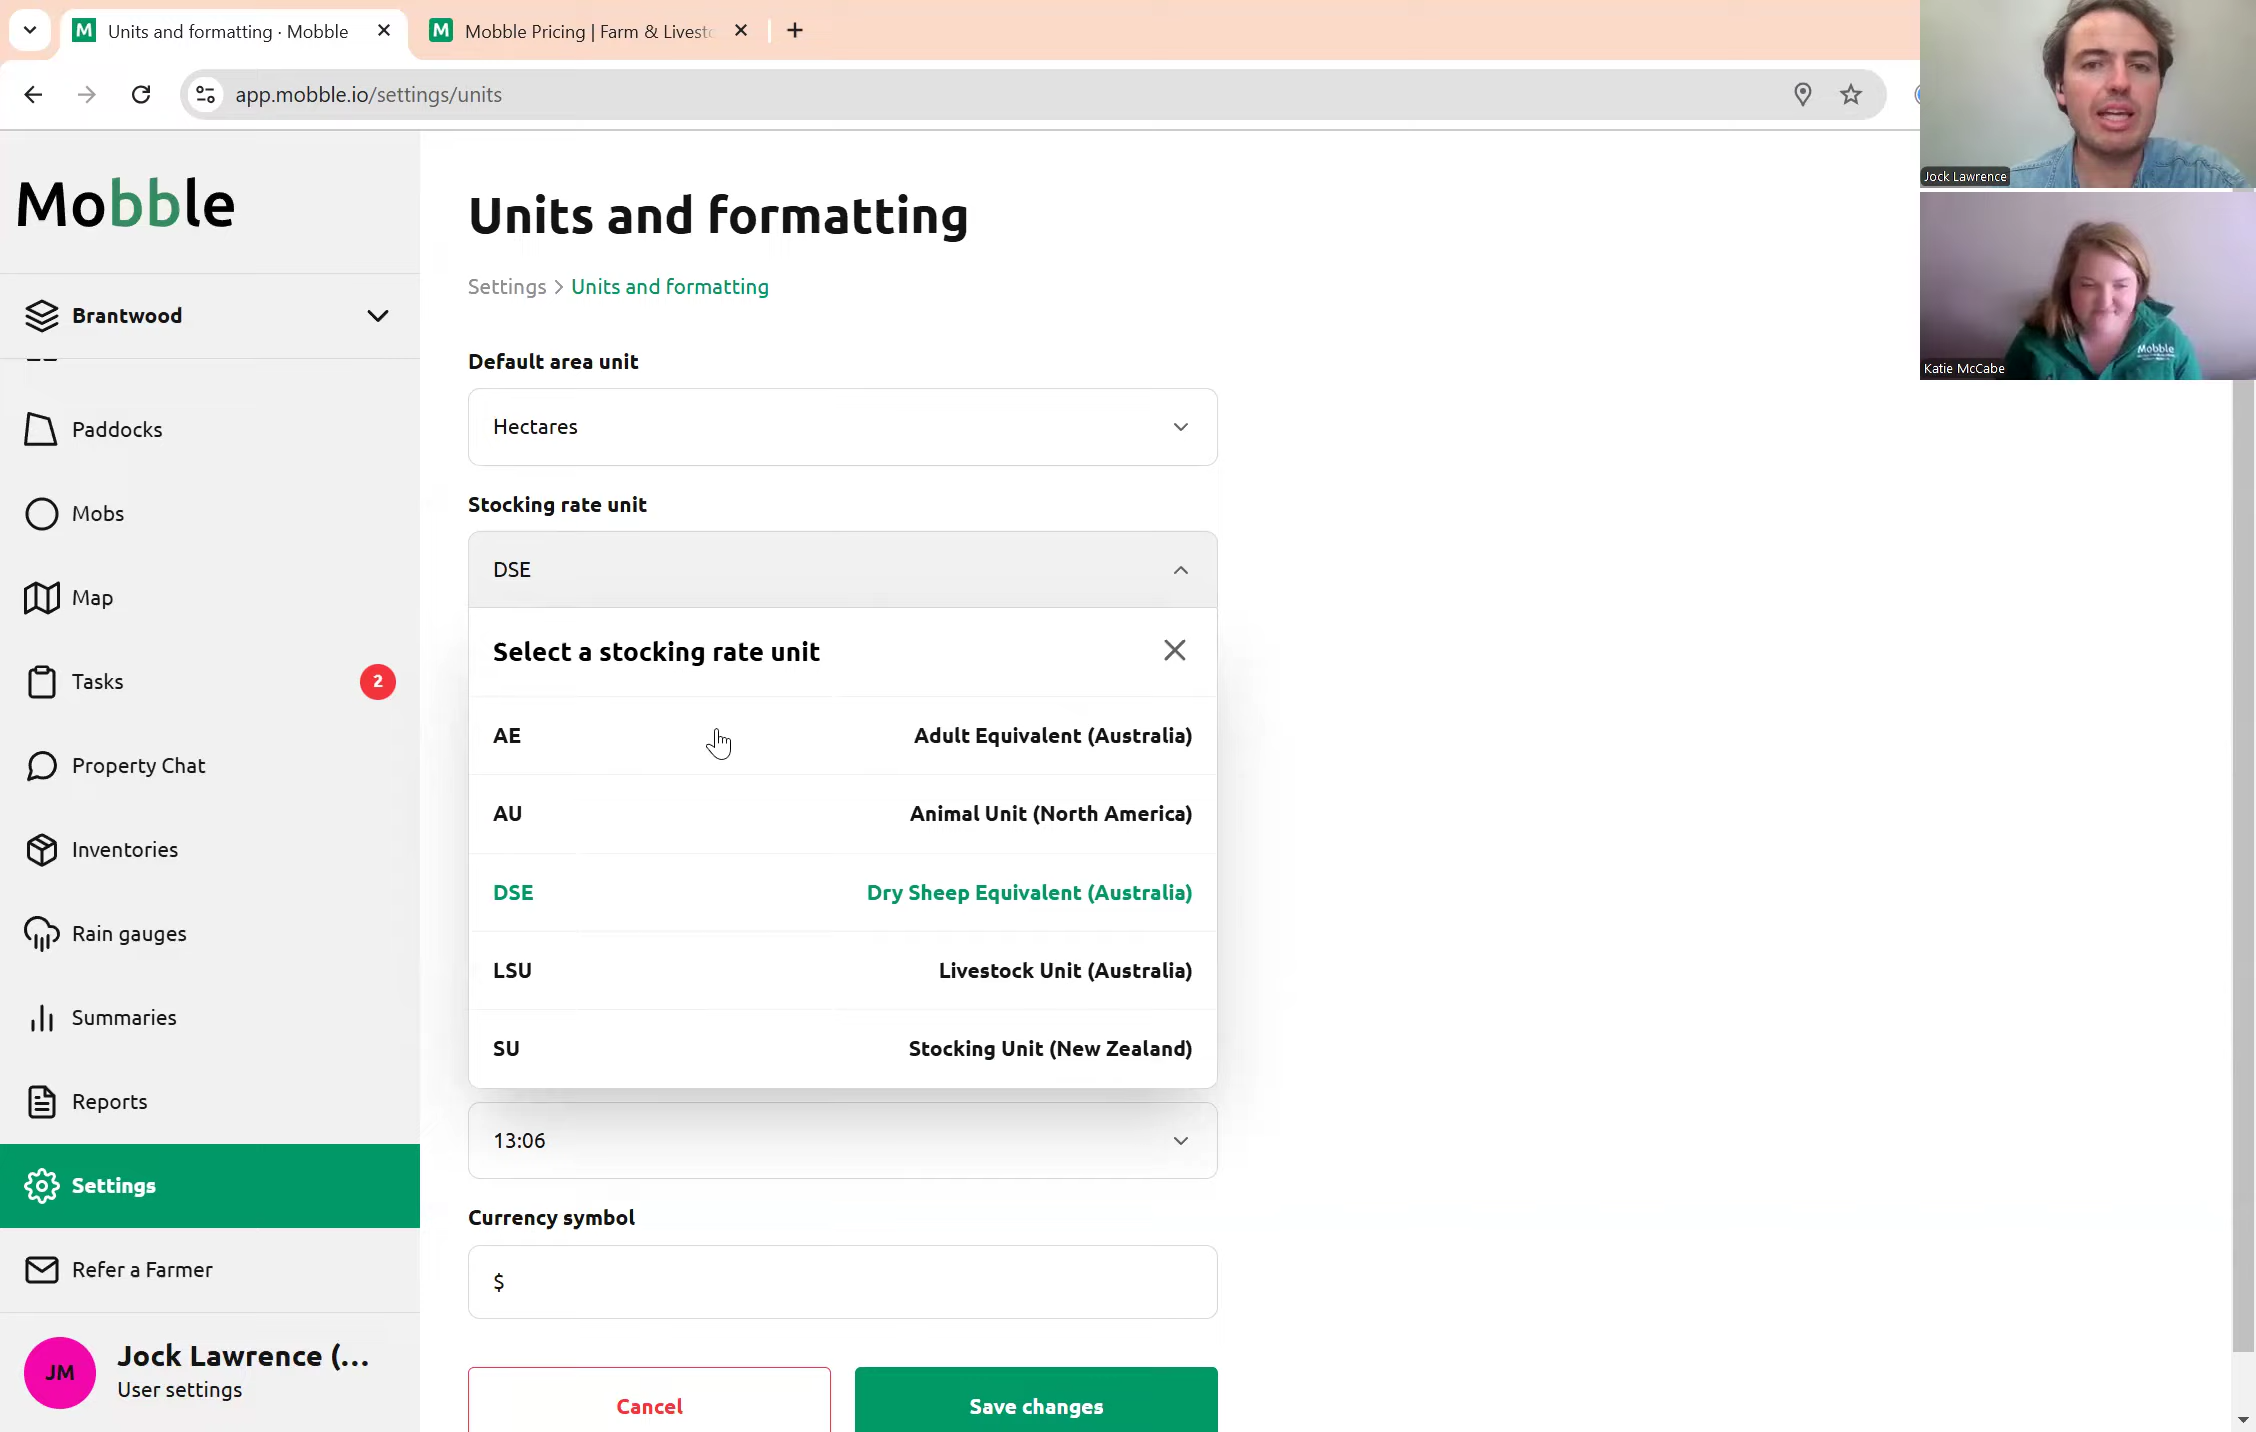 Units and formatting · Mobble
Mobble Pricing | Farm & Livesto
app.mobble.io/settings/units
Jock Lawrence
Mobble
Katie McCabe
Mobble
Brantwood
Paddocks
Mobs
Map
Tasks
2
Property Chat
Inventories
Rain gauges
Summaries
Reports
Settings
Refer a Farmer
JM
Jock Lawrence (...
User settings
Units and formatting
Settings > Units and formatting
Default area unit
Hectares
Stocking rate unit
DSE
Select a stocking rate unit
AE Adult Equivalent (Australia)
AU Animal Unit (North America)
DSE Dry Sheep Equivalent (Australia)
LSU Livestock Unit (Australia)
SU Stocking Unit (New Zealand)
13:06
Currency symbol
$
Cancel
Save changes